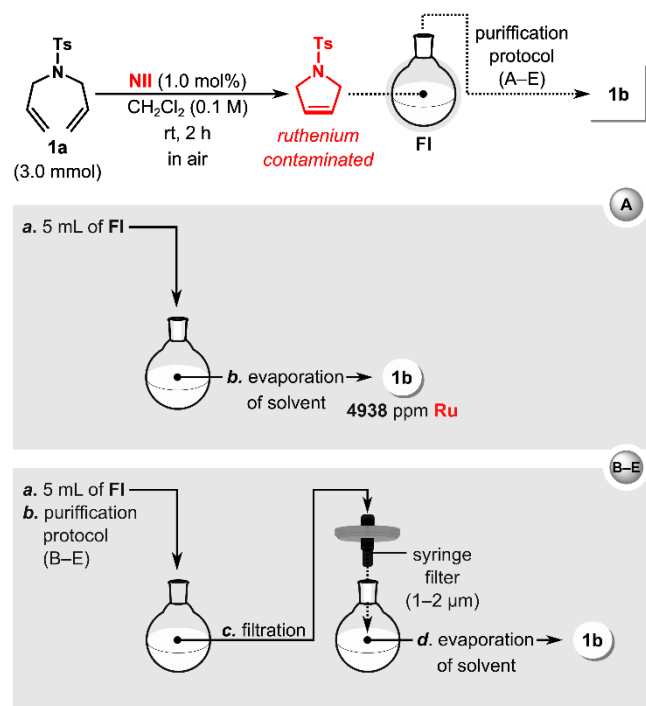 Ts
N
1a
(3.0 mmol)
NII (1.0 mol%)
CH2Cl2 (0.1 M)
rt, 2 h
in air
Ts
N
ruthenium
contaminated
FI
puriffication
protocol
(A–E)
1b
A
a. 5 mL of FI
b. evaporation
of solvent
1b
4938 ppm Ru
B–E
a. 5 mL of FI
b. puriffication
protocol
(B–E)
c. filtration
syringe
filter
(1–2 µm)
d. evaporation
of solvent
1b